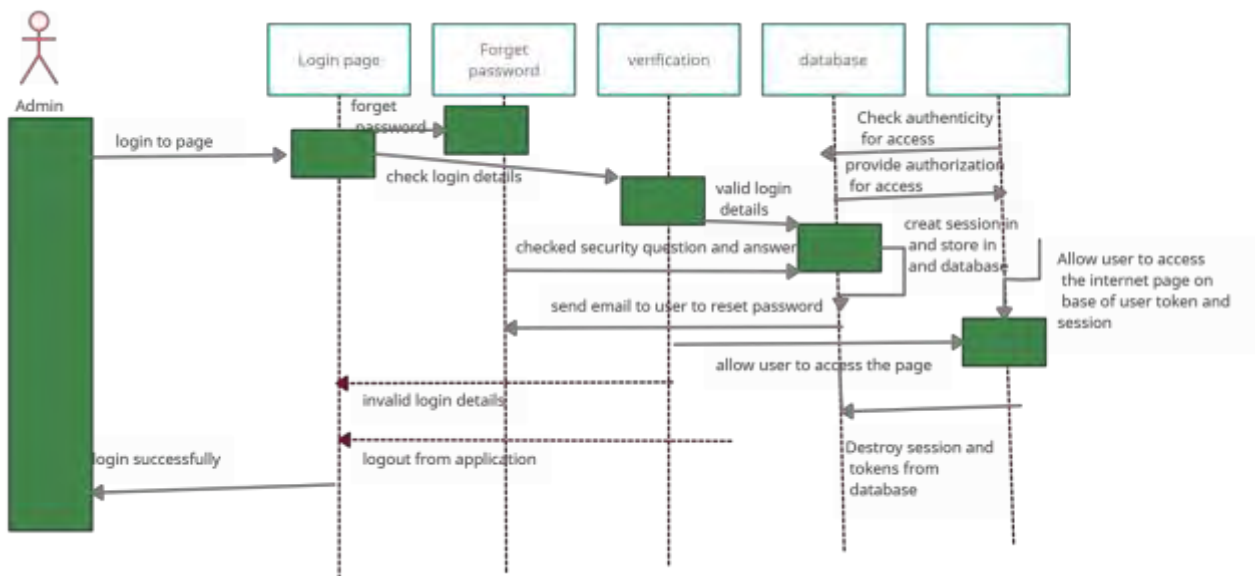 Admin
Login page
Forget
password
verification
database
forget
password
login to page
check login details
Check authenticity
for access
provide authorization
for access
valid login
details
creat session in
and store in
and database
checked security question and answer
Allow user to access
the internet page on
base of user token and
session
send email to user to reset password
allow user to access the page
invalid login details
logout from application
login successfully
Destroy session and
tokens from
database